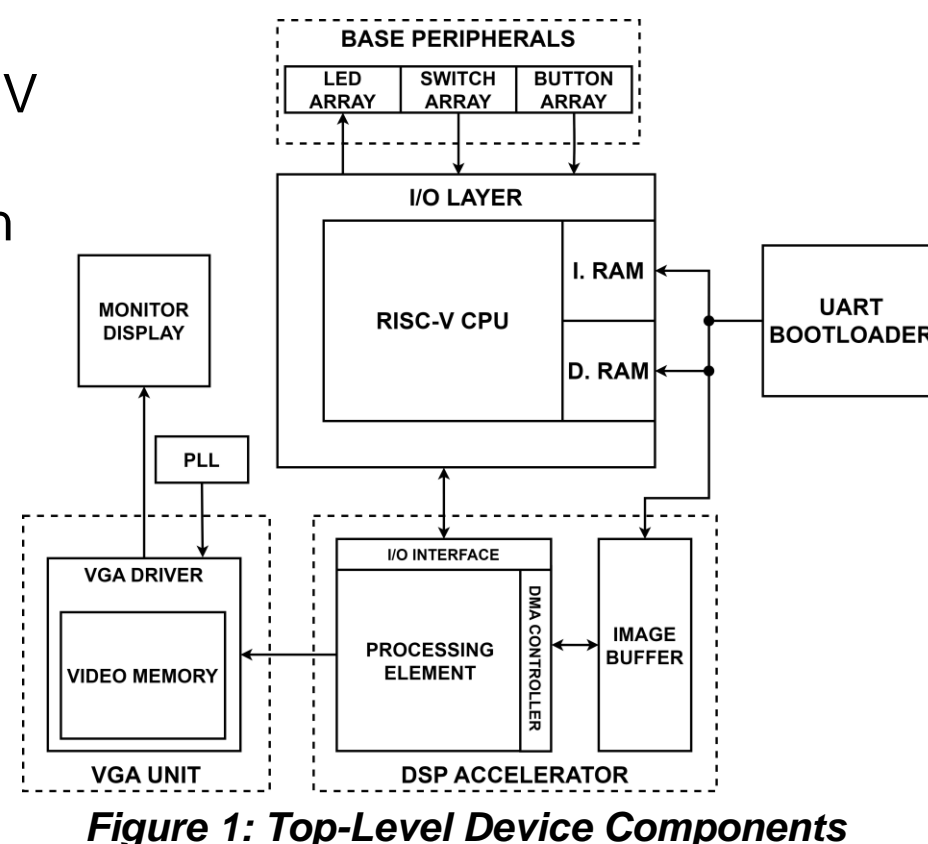 V
n
BASE PERIPHERALS
LED
ARRAY
SWITCH
ARRAY
BUTTON
ARRAY
I/O LAYER
RISC-V CPU
I. RAM
D. RAM
UART
BOOTLOADER
MONITOR
DISPLAY
PLL
VGA DRIVER
VIDEO MEMORY
VGA UNIT
I/O INTERFACE
PROCESSING
ELEMENT
DMA CONTROLLER
IMAGE
BUFFER
DSP ACCELERATOR
Figure 1: Top-Level Device Components